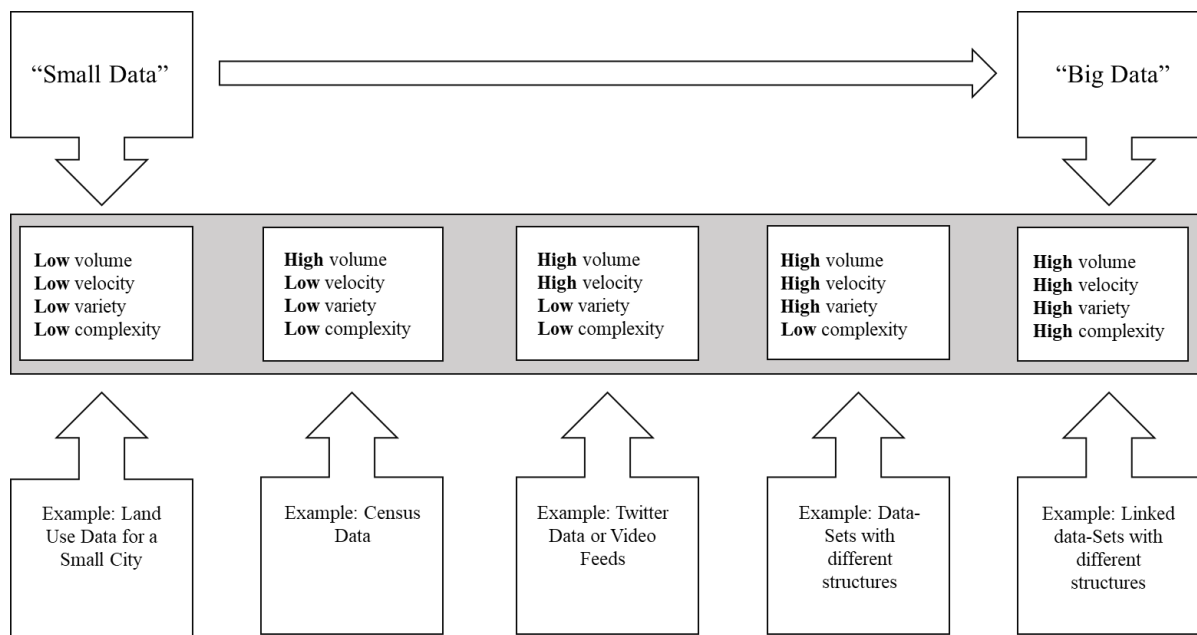 “Small Data”
“Big Data”
Low volume
Low velocity
Low variety
Low complexity
High volume
Low velocity
Low variety
Low complexity
High volume
High velocity
Low variety
Low complexity
High volume
High velocity
High variety
Low complexity
High volume
High velocity
High variety
High complexity
Example: Land
Use Data for a
Small City
Example: Census
Data
Example: Twitter
Data or Video
Feeds
Example: Data-
Sets with
different
structures
Example: Linked
data-Sets with
different
structures